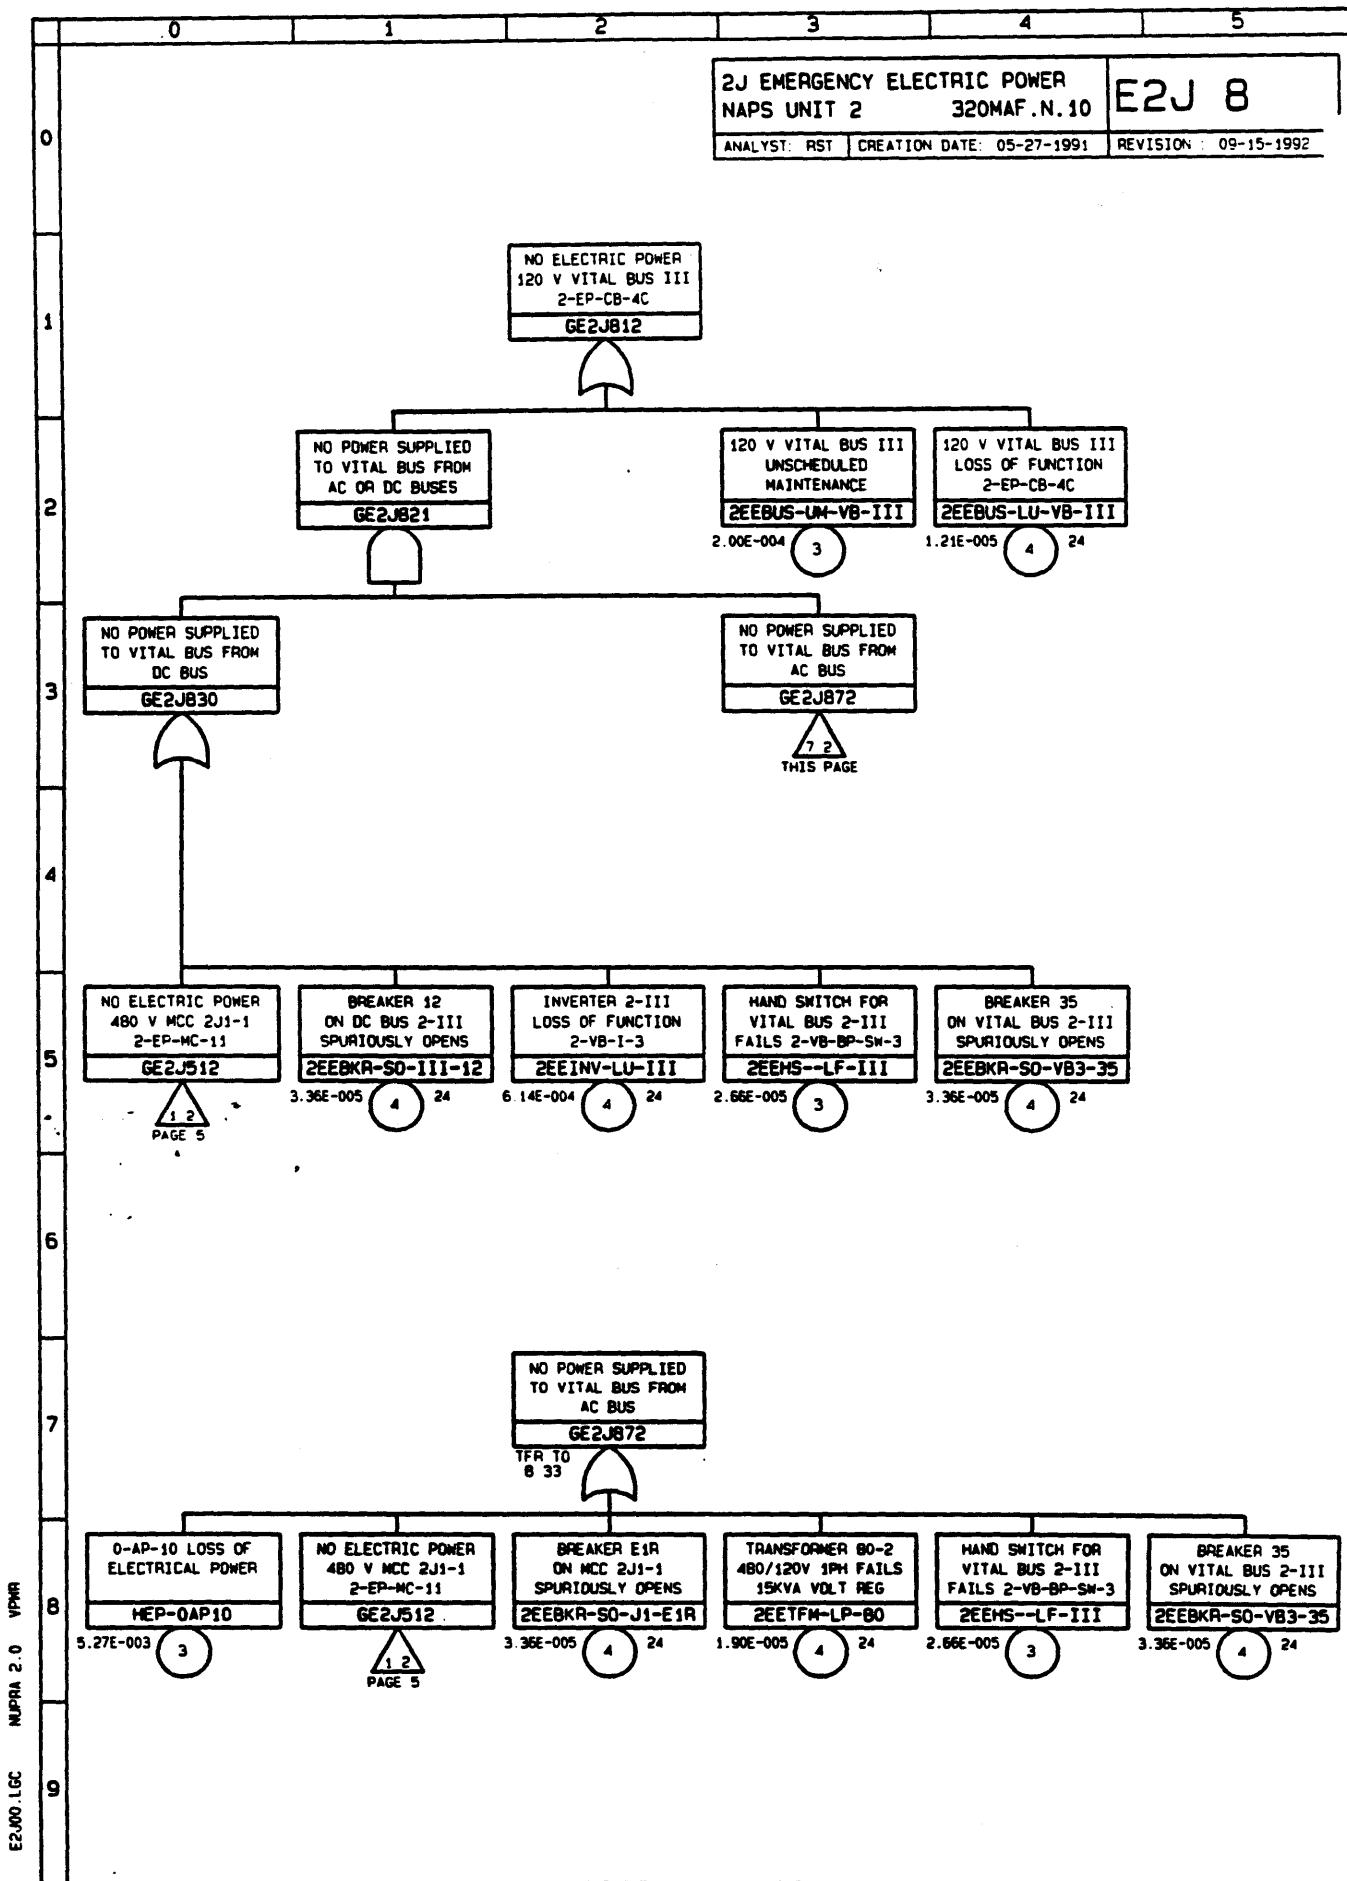 0 1 2 3 4 5
2J EMERGENCY ELECTRIC POWER
NAPS UNIT 2 320MAF.N.10
E2J 8
ANALYST: RST CREATION DATE: 05-27-1991 REVISION : 09-15-1992
0
NO ELECTRIC POWER
120 V VITAL BUS III
2-EP-CB-4C
GE2J812
1
NO POWER SUPPLIED
TO VITAL BUS FROM
AC OR DC BUSES
GE2J821
120 V VITAL BUS III
UNSCHEDULED
MAINTENANCE
2EEBUS-UM-VB-III
2.00E-004 3
120 V VITAL BUS III
LOSS OF FUNCTION
2-EP-CB-4C
2EEBUS-LU-VB-III
1.21E-005 4 24
2
NO POWER SUPPLIED
TO VITAL BUS FROM
DC BUS
GE2J830
NO POWER SUPPLIED
TO VITAL BUS FROM
AC BUS
GE2J872
7 2
THIS PAGE
3
4
NO ELECTRIC POWER
480 V MCC 2J1-1
2-EP-MC-11
GE2J512
1 2
PAGE 5
BREAKER 12
ON DC BUS 2-III
SPURIOUSLY OPENS
2EEBKR-SO-III-12
3.36E-005 4 24
INVERTER 2-III
LOSS OF FUNCTION
2-VB-I-3
2EEINV-LU-III
6.14E-004 4 24
HAND SWITCH FOR
VITAL BUS 2-III
FAILS 2-VB-BP-SW-3
2EEHS--LF-III
2.66E-005 3
BREAKER 35
ON VITAL BUS 2-III
SPURIOUSLY OPENS
2EEBKR-SO-VB3-35
3.36E-005 4 24
5
6
NO POWER SUPPLIED
TO VITAL BUS FROM
AC BUS
GE2J872
TFR TO
8 33
7
0-AP-10 LOSS OF
ELECTRICAL POWER
HEP-0AP10
5.27E-003 3
NO ELECTRIC POWER
480 V MCC 2J1-1
2-EP-MC-11
GE2J512
1 2
PAGE 5
BREAKER E1R
ON MCC 2J1-1
SPURIOUSLY OPENS
2EEBKR-SO-J1-E1R
3.36E-005 4 24
TRANSFORMER 80-2
480/120V 1PH FAILS
15KVA VOLT REG
2EETFM-LP-80
1.90E-005 4 24
HAND SWITCH FOR
VITAL BUS 2-III
FAILS 2-VB-BP-SW-3
2EEHS--LF-III
2.66E-005 3
BREAKER 35
ON VITAL BUS 2-III
SPURIOUSLY OPENS
2EEBKR-SO-VB3-35
3.36E-005 4 24
8
9
E2J00.LGC NUPRA 2.0 VPWR